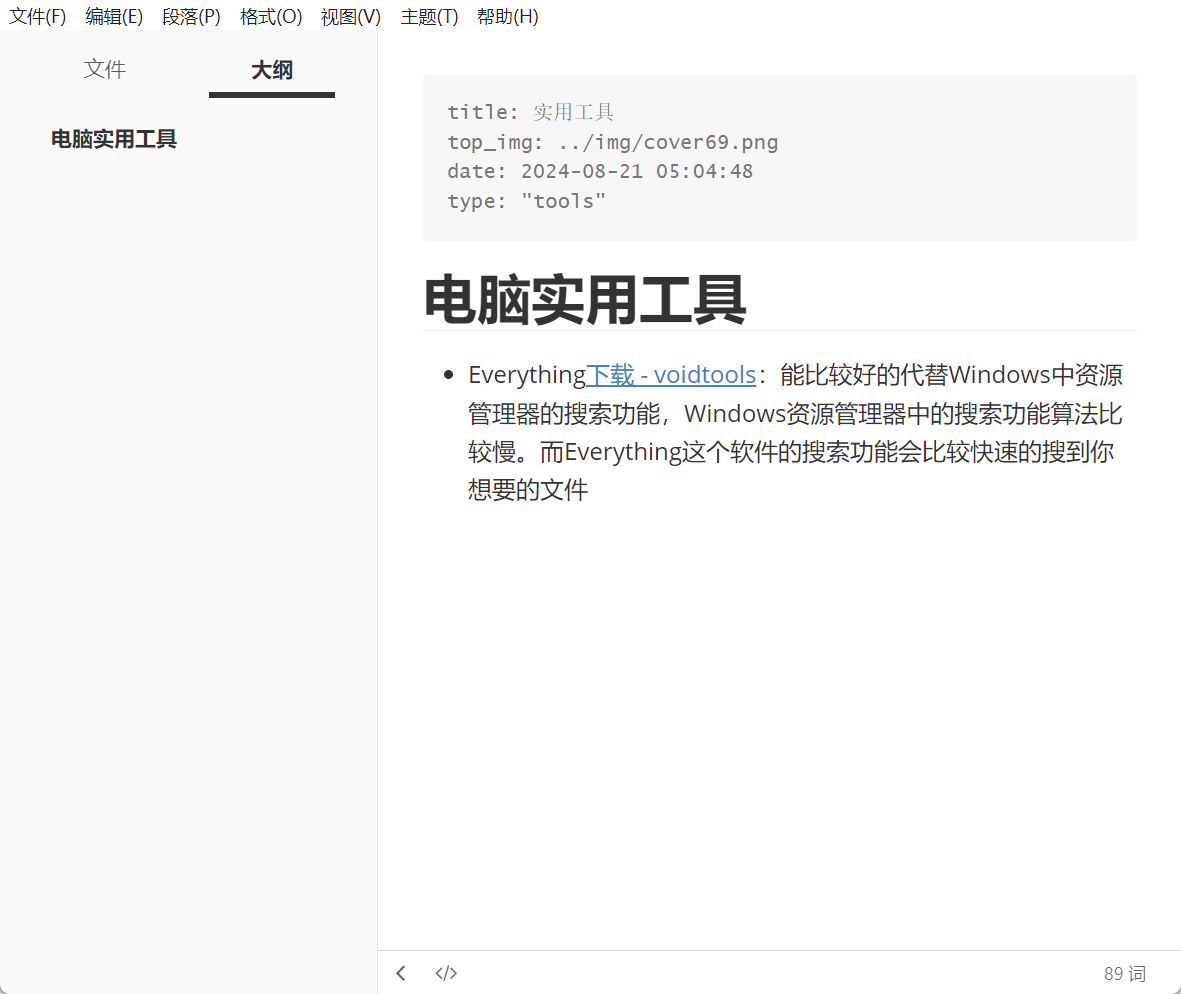 文件(F) 编辑(E) 段落(P) 格式(O) 视图(V) 主题(T) 帮助(H)
文件 大纲
电脑实用工具
title: 实用工具
top_img: ../img/cover69.png
date: 2024-08-21 05:04:48
type: "tools"
电脑实用工具
Everything下载 - voidtools：能比较好的代替Windows中资源
管理器的搜索功能，Windows资源管理器中的搜索功能算法比
较慢。而Everything这个软件的搜索功能会比较快速的搜到你
想要的文件
</> 89 词